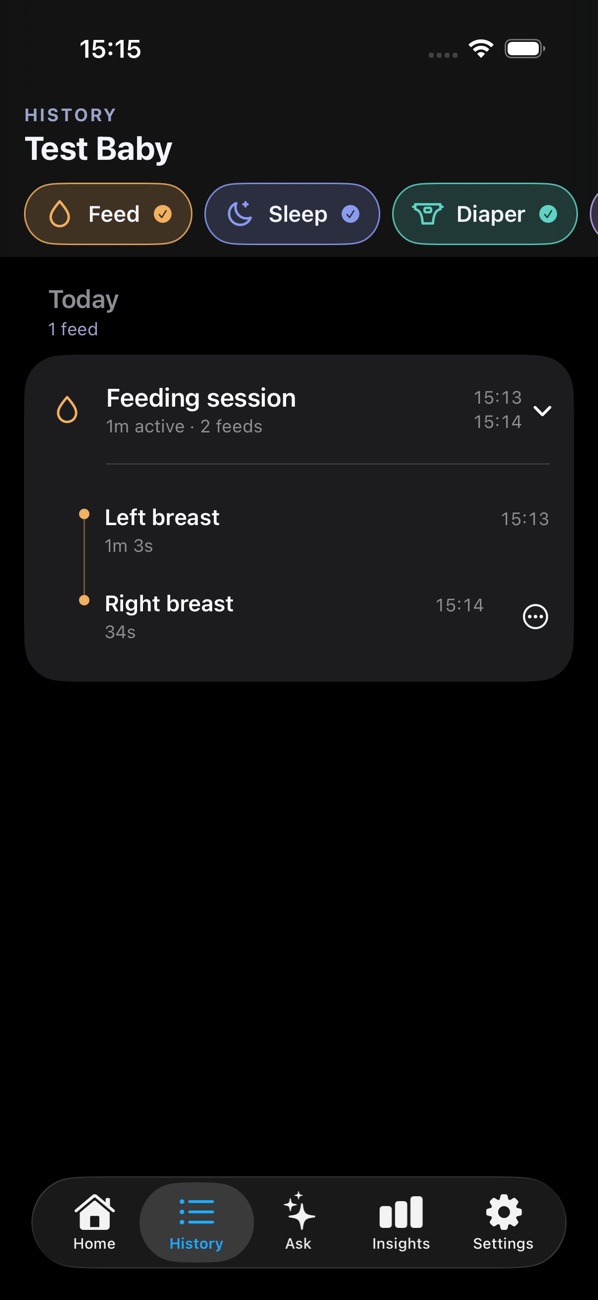 15:15
HISTORY
Test Baby
Feed
Sleep
Diaper
Today
1 feed
Feeding session
15:13
1m active · 2 feeds
15:14
Left breast
15:13
1m 3s
Right breast
15:14
34s
Home
History
Ask
Insights
Settings